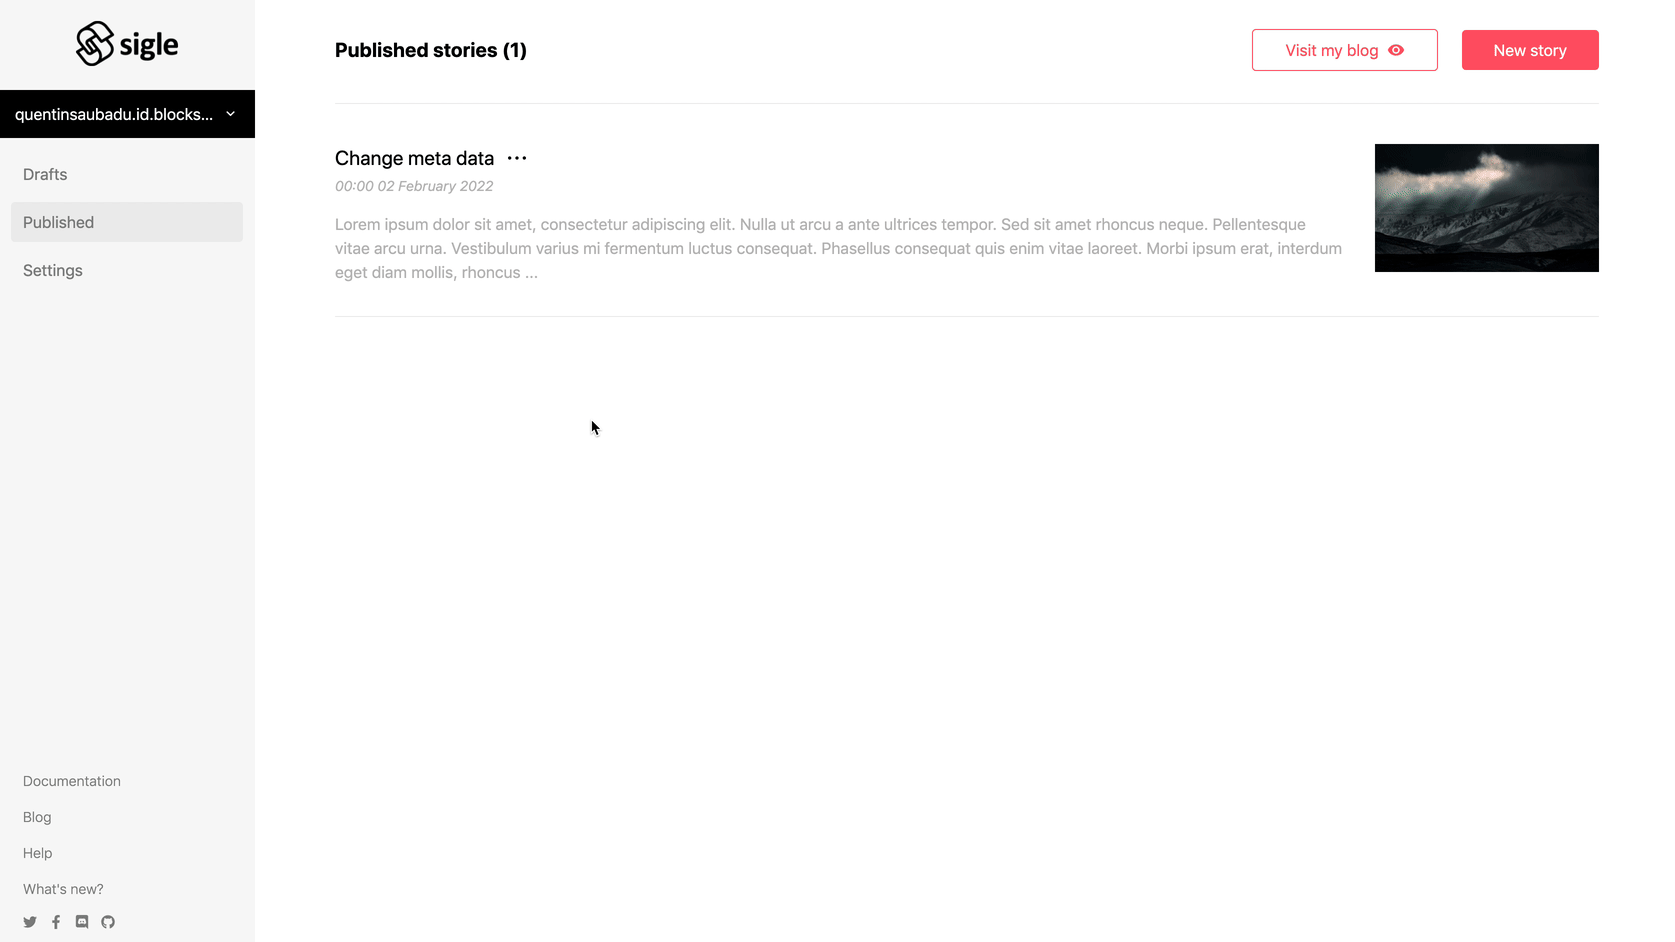 sigle
quentinsaubadu.id.blocks...
Drafts
Published
Settings
Documentation
Blog
Help
What's new?
Published stories (1)
Visit my blog
New story
Change meta data ...
00:00 02 February 2022
Lorem ipsum dolor sit amet, consectetur adipiscing elit. Nulla ut arcu a ante ultrices tempor. Sed sit amet rhoncus neque. Pellentesque
vitae arcu urna. Vestibulum varius mi fermentum luctus consequat. Phasellus consequat quis enim vitae laoreet. Morbi ipsum erat, interdum
eget diam mollis, rhoncus ...